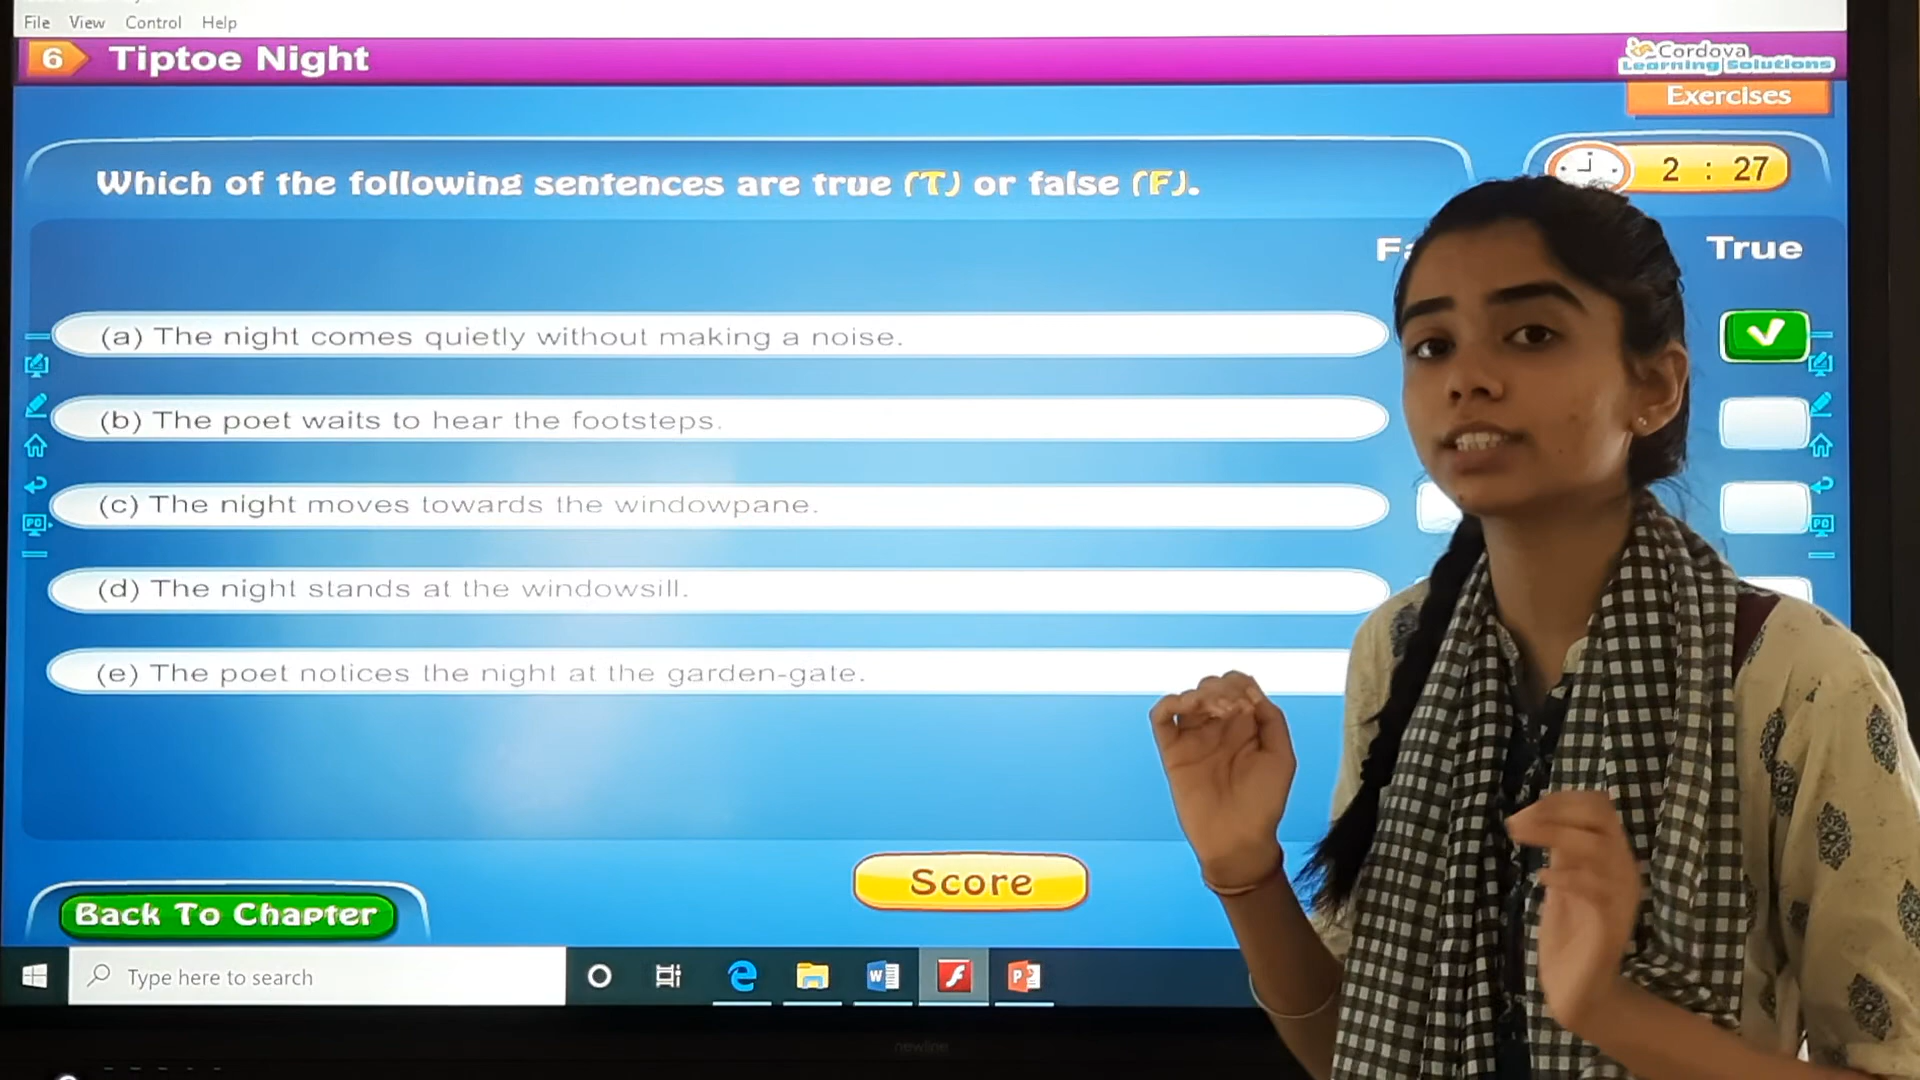 File View Control Help
6 Tiptoe Night
Cordova
Learning Solutions
Exercises
Which of the following sentences are true (T) or false (F).
2 : 27
True
(a) The night comes quietly without making a noise.
(b) The poet waits to hear the footsteps.
(c) The night moves towards the windowpane.
(d) The night stands at the windowsill.
(e) The poet notices the night at the garden-gate.
Score
Back To Chapter
Type here to search
newline